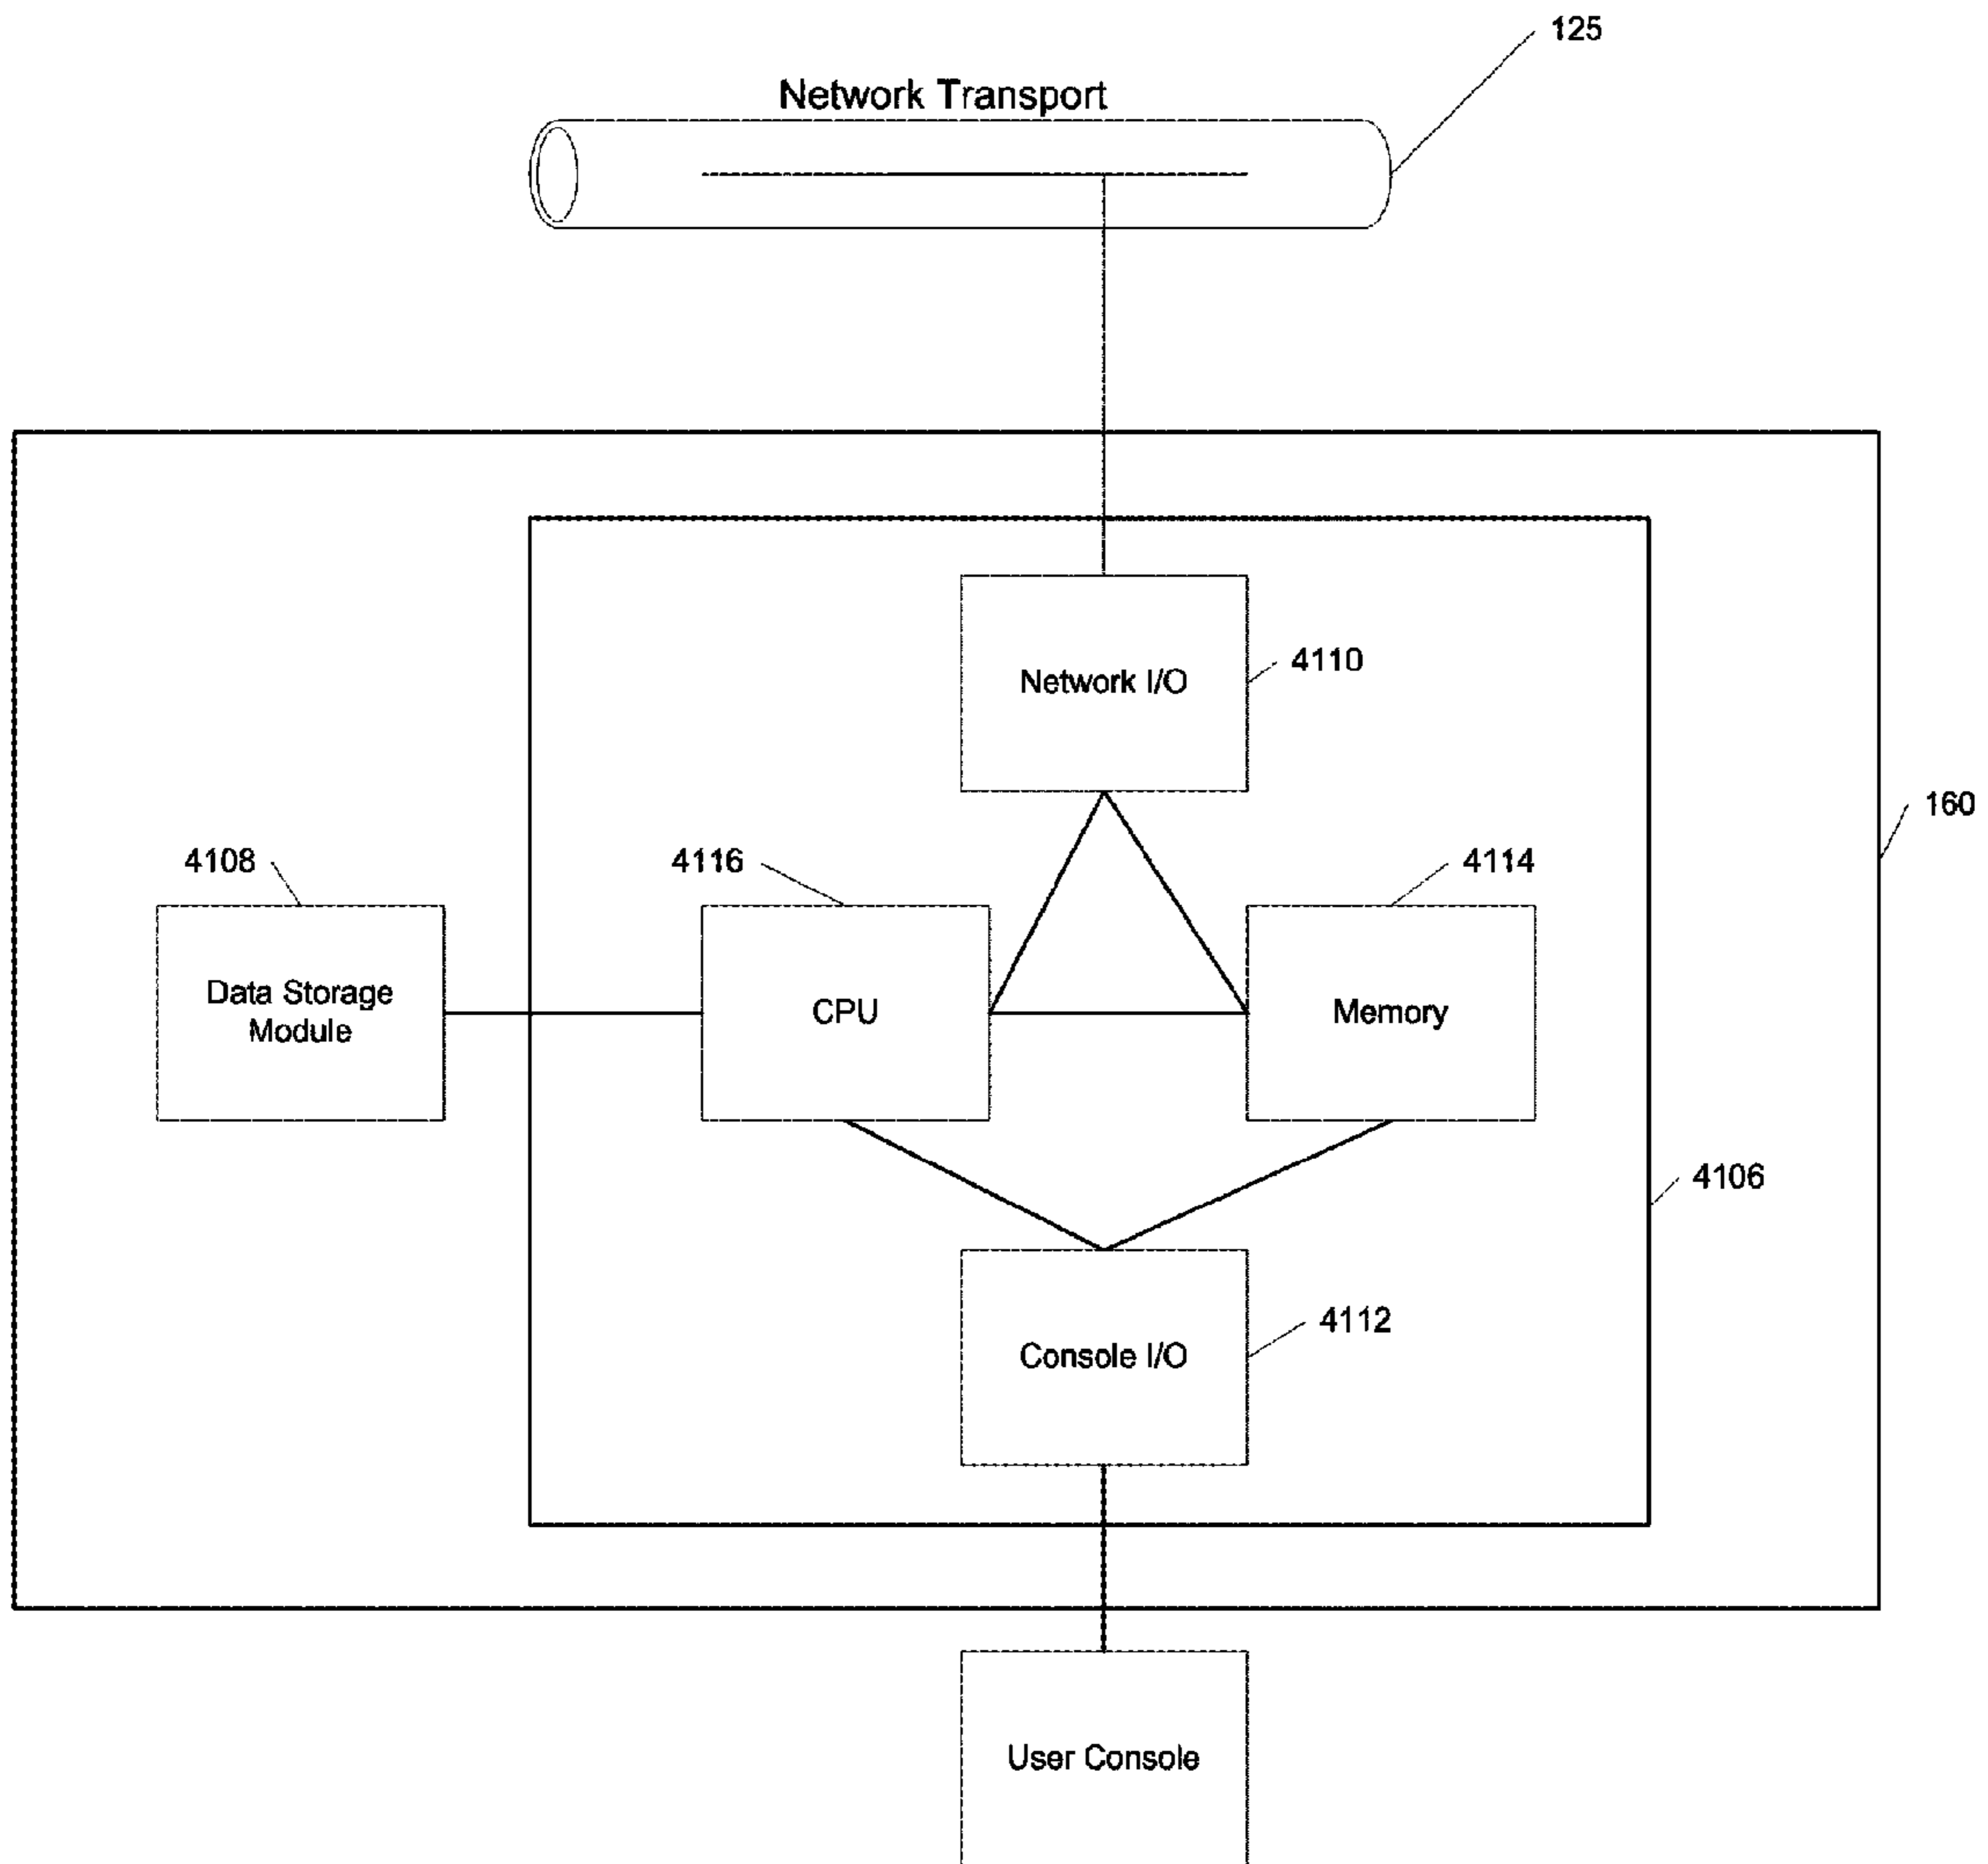 125
Network Transport
Network I/O
4110
160
4108
4116
4114
Data Storage
Module
CPU
Memory
4106
Console I/O
4112
User Console